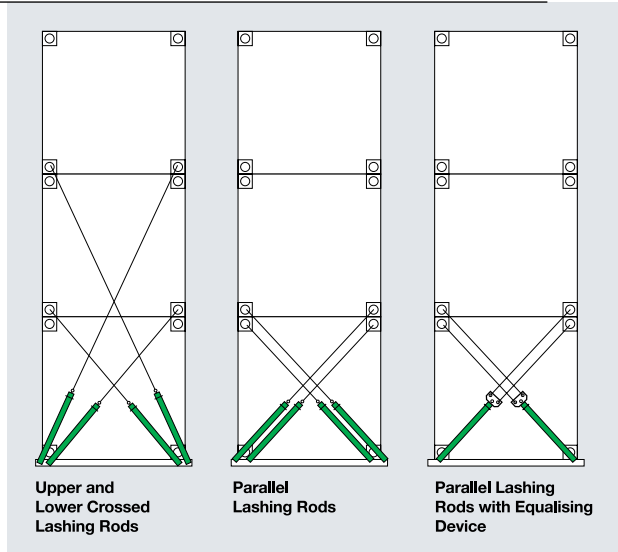 Upper and
Lower Crossed
Lashing Rods
Parallel
Lashing Rods
Parallel Lashing
Rods with Equalising
Device